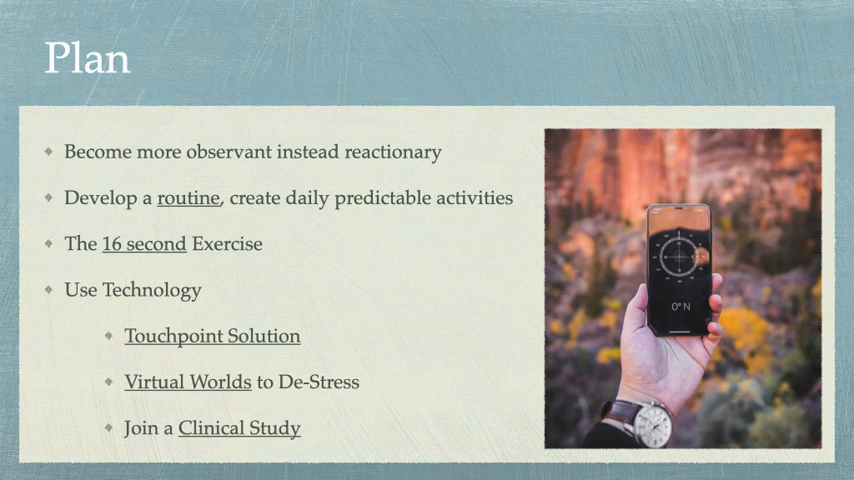 Plan
Become more observant instead reactionary
Develop a routine, create daily predictable activities
The 16 second Exercise
Use Technology
Touchpoint Solution
Virtual Worlds to De-Stress
Join a Clinical Study
0° N